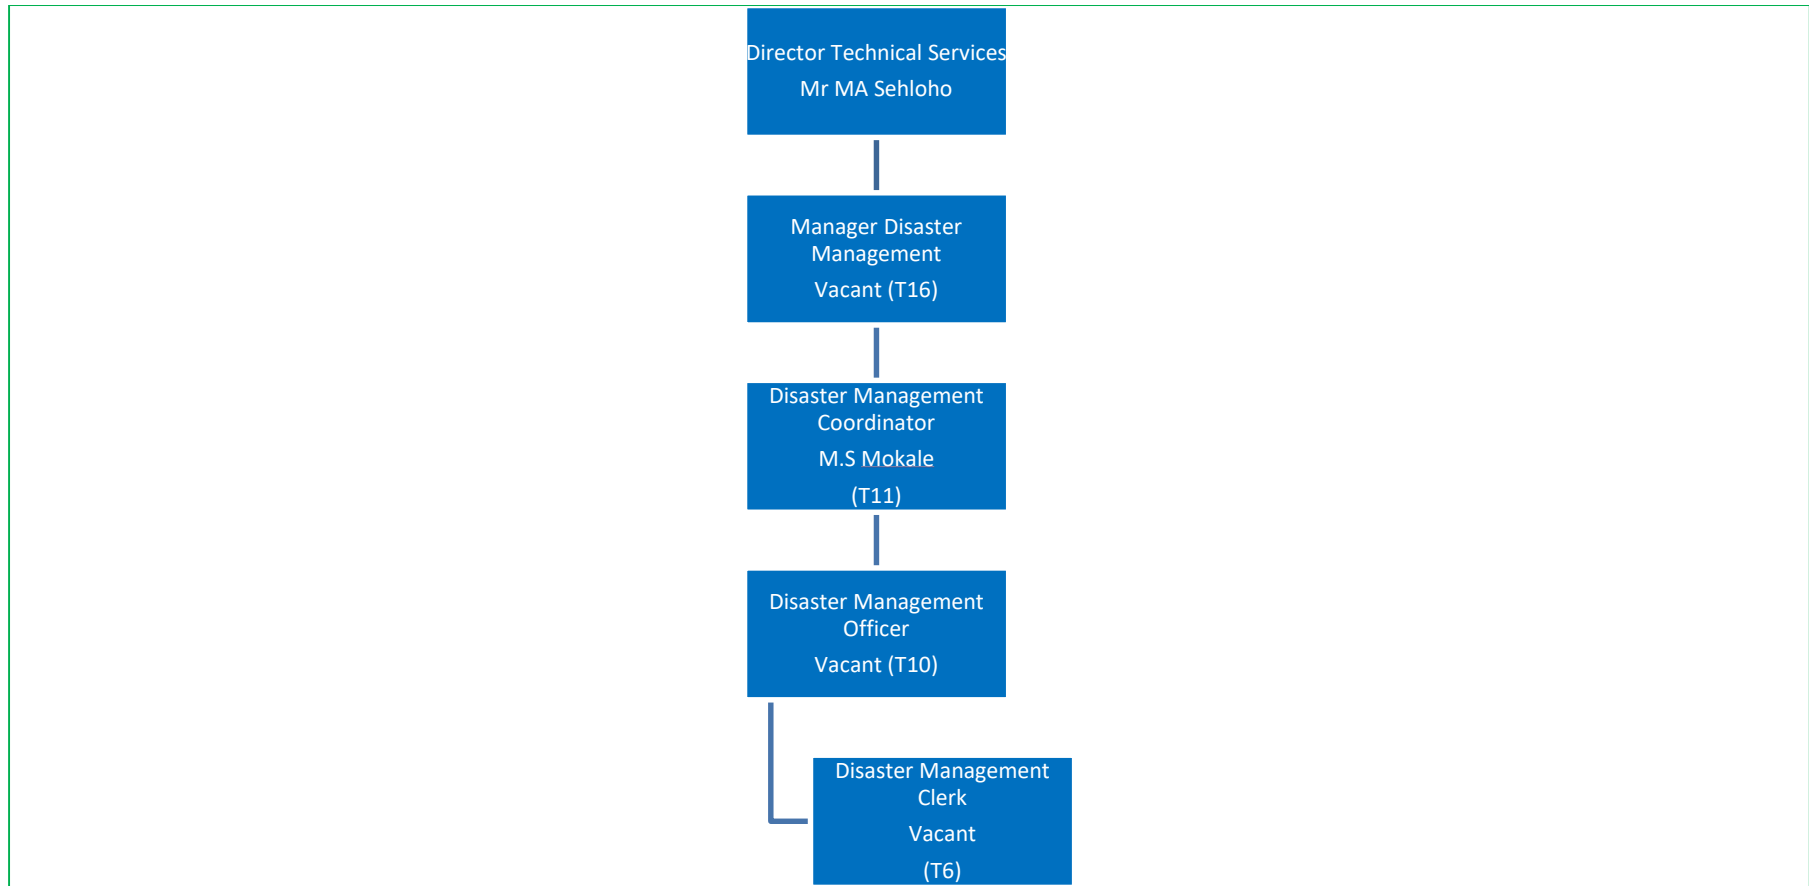 Director Technical Services
Mr MA Sehloho
Manager Disaster
Management
Vacant (T16)
Disaster Management
Coordinator
M.S Mokale
(T11)
Disaster Management
Officer
Vacant (T10)
Disaster Management
Clerk
Vacant
(T6)